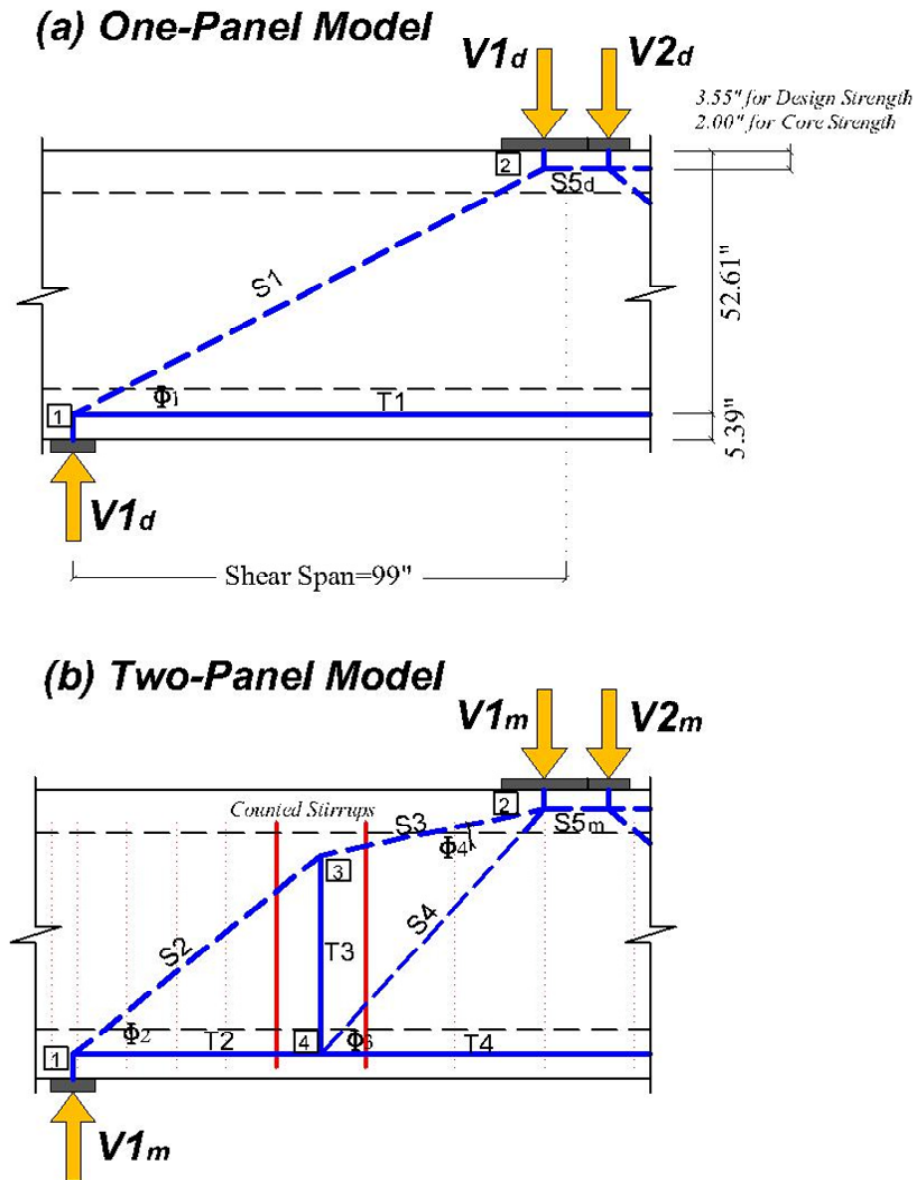 (a) One-Panel Model
V1d
V2d
3.55" for Design Strength
2.00" for Core Strength
2
S5d
S1
52.61"
Φ1
T1
1
5.39"
V1d
Shear Span=99"
(b) Two-Panel Model
V1m
V2m
Counted Stirrups
2
S3
S5m
Φ4
3
S2
S4
T3
Φ2
T2
4
Φ3
T4
1
V1m